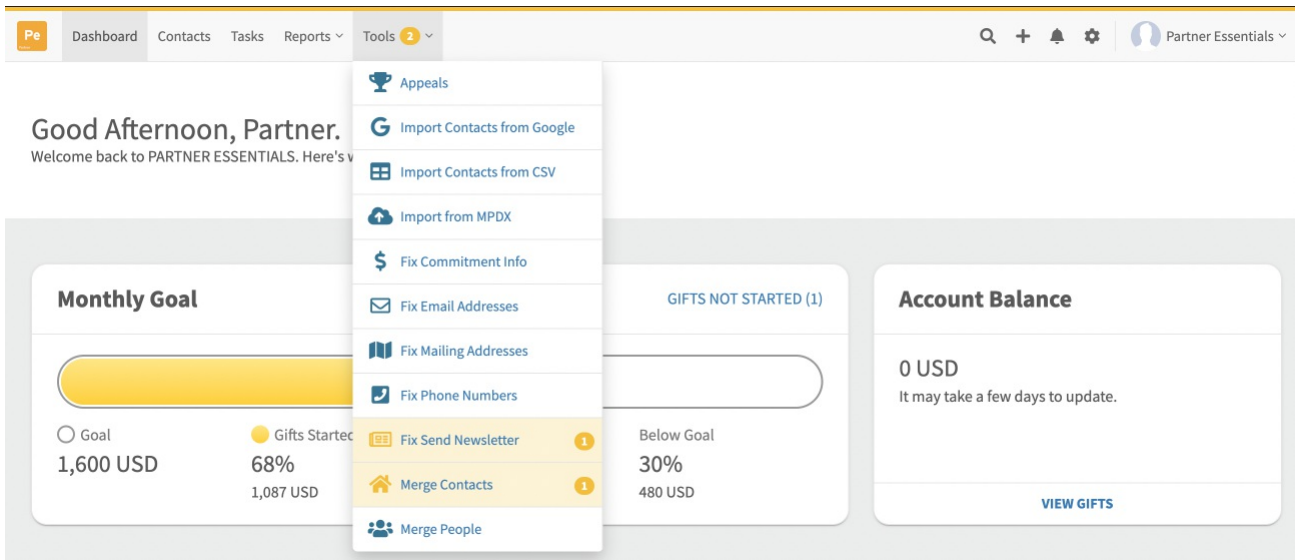 Pe
Dashboard Contacts Tasks Reports Tools 2
Partner Essentials
Appeals
Import Contacts from Google
Import Contacts from CSV
Import from MPDX
Fix Commitment Info
Fix Email Addresses
Fix Mailing Addresses
Fix Phone Numbers
Fix Send Newsletter 1
Merge Contacts 1
Merge People
Good Afternoon, Partner.
Welcome back to PARTNER ESSENTIALS. Here's
Monthly Goal
GIFTS NOT STARTED (1)
Goal
1,600 USD
Gifts Started
68%
1,087 USD
Below Goal
30%
480 USD
Account Balance
0 USD
It may take a few days to update.
VIEW GIFTS